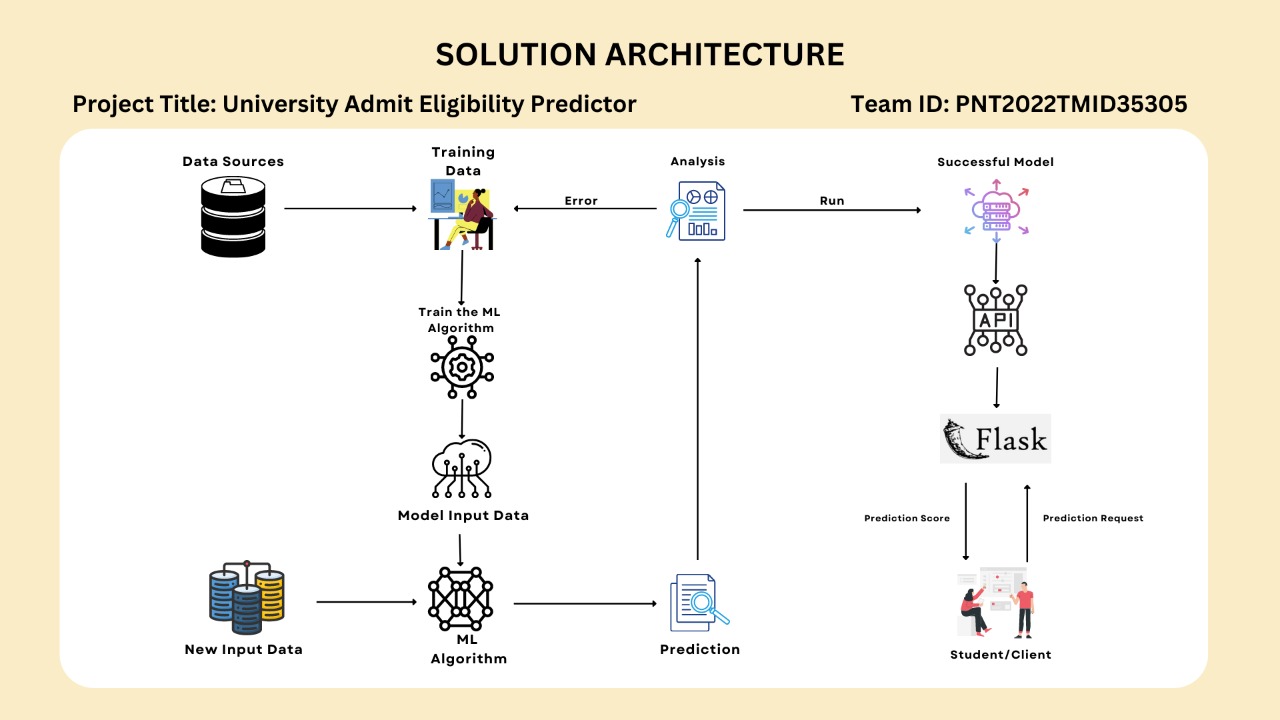 SOLUTION ARCHITECTURE
Project Title: University Admit Eligibility Predictor
Team ID: PNT2022TMID35305
Data Sources
Training
Data
Analysis
Successful Model
Error
Run
Train the ML
Algorithm
API
Flask
Model Input Data
Prediction Score
Prediction Request
New Input Data
ML
Algorithm
Prediction
Student/Client